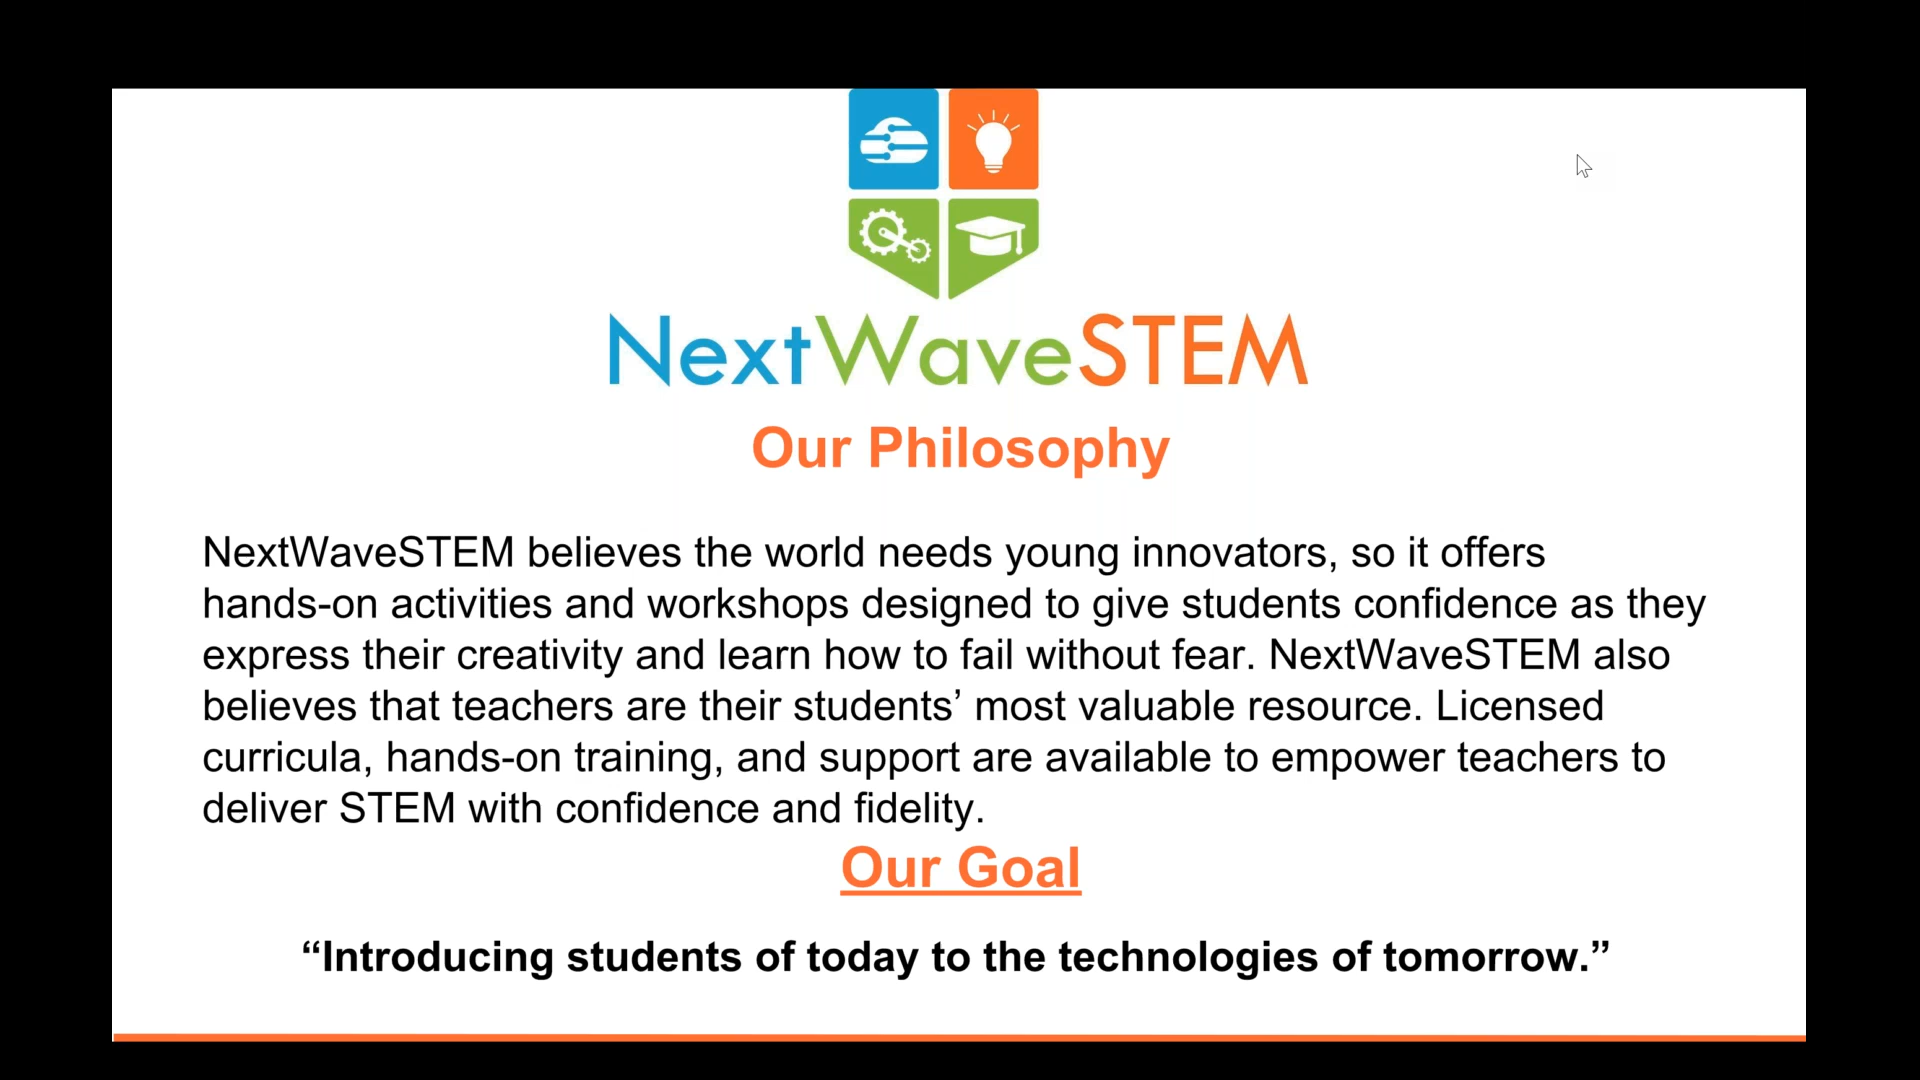 NextWaveSTEM
Our Philosophy
NextWaveSTEM believes the world needs young innovators, so it offers
hands-on activities and workshops designed to give students confidence as they
express their creativity and learn how to fail without fear. NextWaveSTEM also
believes that teachers are their students’ most valuable resource. Licensed
curricula, hands-on training, and support are available to empower teachers to
deliver STEM with confidence and fidelity.
Our Goal
“Introducing students of today to the technologies of tomorrow.”